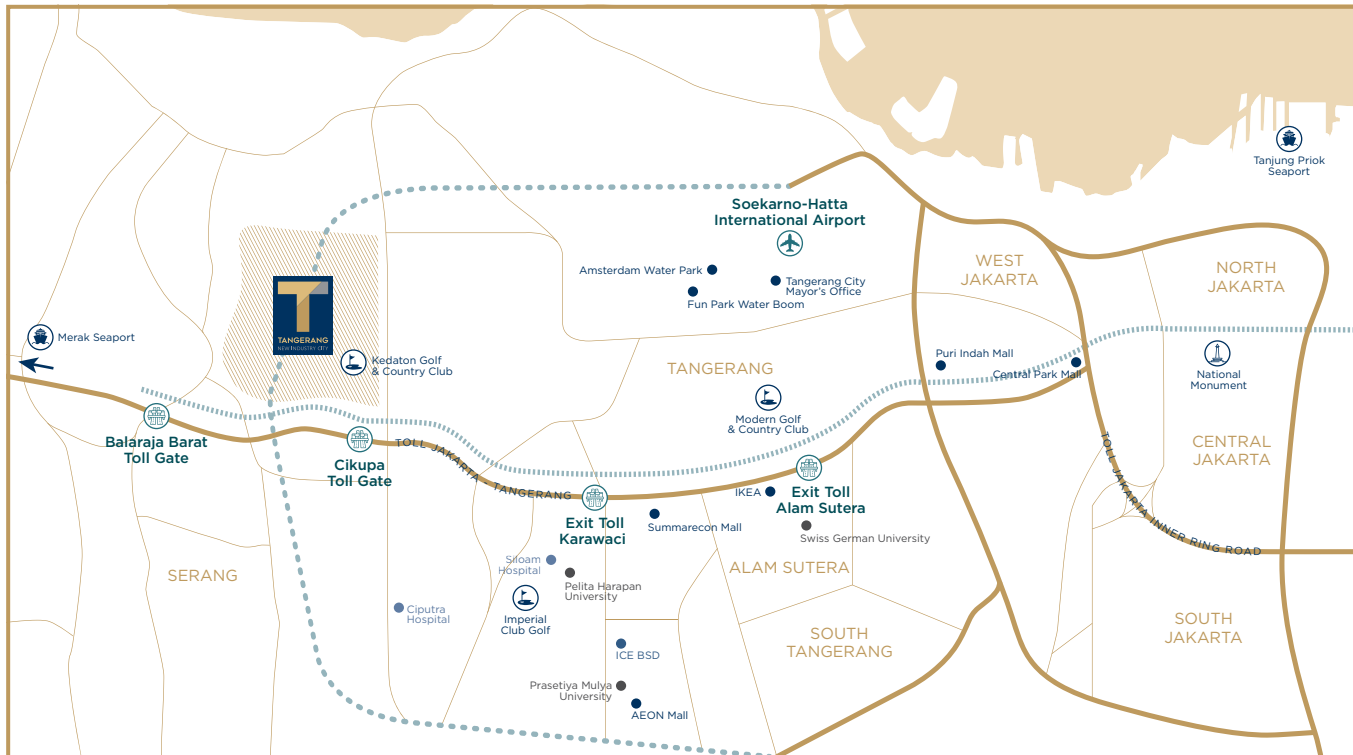 Tanjung Priok
Seaport
Soekarno-Hatta
International Airport
WEST
JAKARTA
NORTH
JAKARTA
Amsterdam Water Park
Tangerang City
Mayor's Office
Fun Park Water Boom
T
TANGERANG
NEW INDUSTRY CITY
Merak Seaport
Kedaton Golf
& Country Club
TANGERANG
Puri Indah Mall
Central Park Mall
National
Monument
Modern Golf
& Country Club
Balaraja Barat
Toll Gate
Cikupa
Toll Gate
TOLL JAKARTA - TANGERANG
CENTRAL
JAKARTA
TOLL JAKARTA INNER RING ROAD
IKEA
Exit Toll
Alam Sutera
Exit Toll
Karawaci
Summarecon Mall
Swiss German University
Siloam
Hospital
ALAM SUTERA
SERANG
Pelita Harapan
University
Ciputra
Hospital
Imperial
Club Golf
SOUTH
TANGERANG
SOUTH
JAKARTA
ICE BSD
Prasetiya Mulya
University
AEON Mall